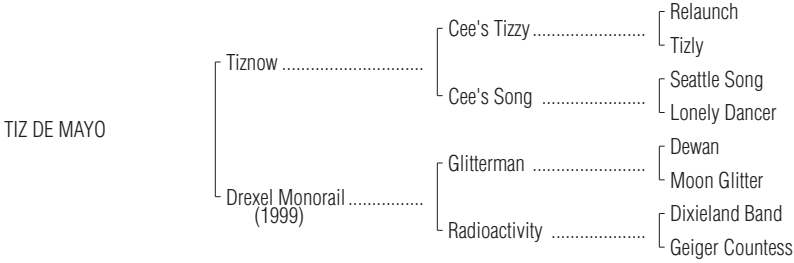 Relaunch
Cee's Tizzy ........................
Tizly
Tiznow ..............................
Seattle Song
Cee's Song ......................
Lonely Dancer
TIZ DE MAYO
Dewan
Glitterman ........................
Moon Glitter
Drexel Monorail ................
(1999)
Dixieland Band
Radioactivity ....................
Geiger Countess